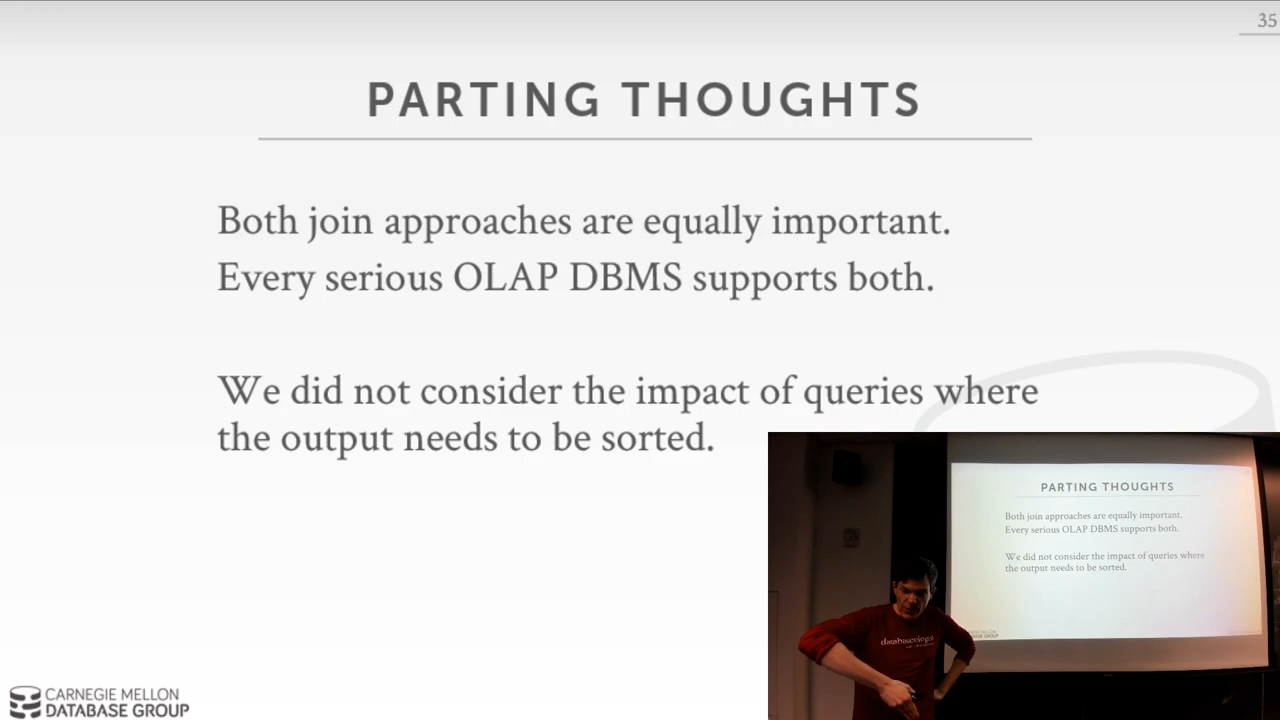 35
PARTING THOUGHTS
Both join approaches are equally important.
Every serious OLAP DBMS supports both.
We did not consider the impact of queries where
the output needs to be sorted.
PARTING THOUGHTS
Both join approaches are equally important.
Every serious OLAP DBMS supports both.
We did not consider the impact of queries where
the output needs to be sorted.
DATABASE GROUP
CARNEGIE MELLON
DATABASE GROUP